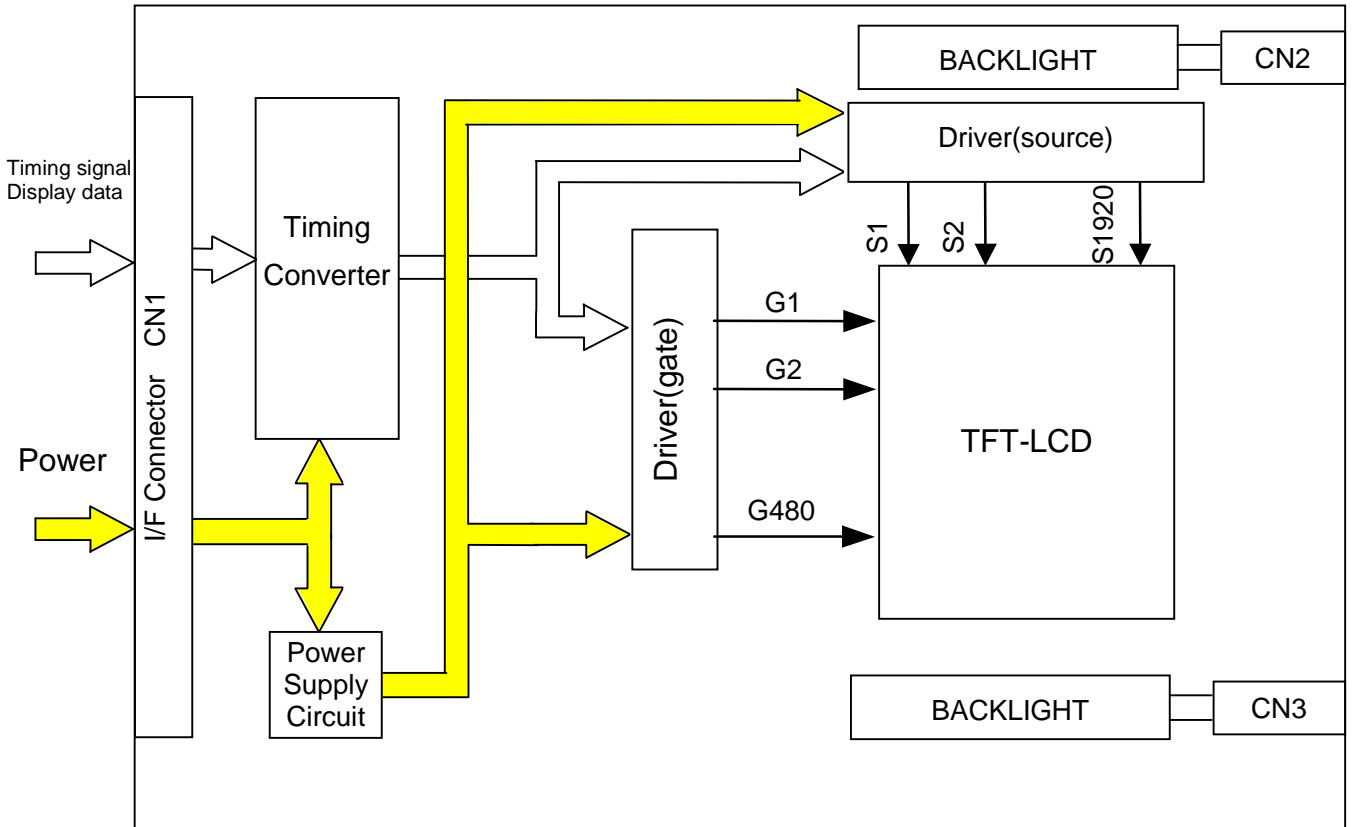 BACKLIGHT
CN2
Driver(source)
Timing signal
Display data
S1
S2
S1920
Timing
Converter
I/F Connector CN1
Driver(gate)
G1
G2
G480
TFT-LCD
Power
Power
Supply
Circuit
BACKLIGHT
CN3